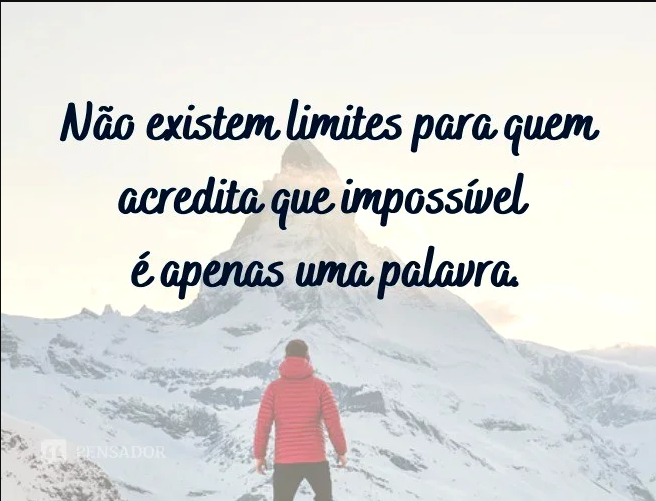 Não existem limites para quem
acredita que impossível
é apenas uma palavra.
PENSADOR